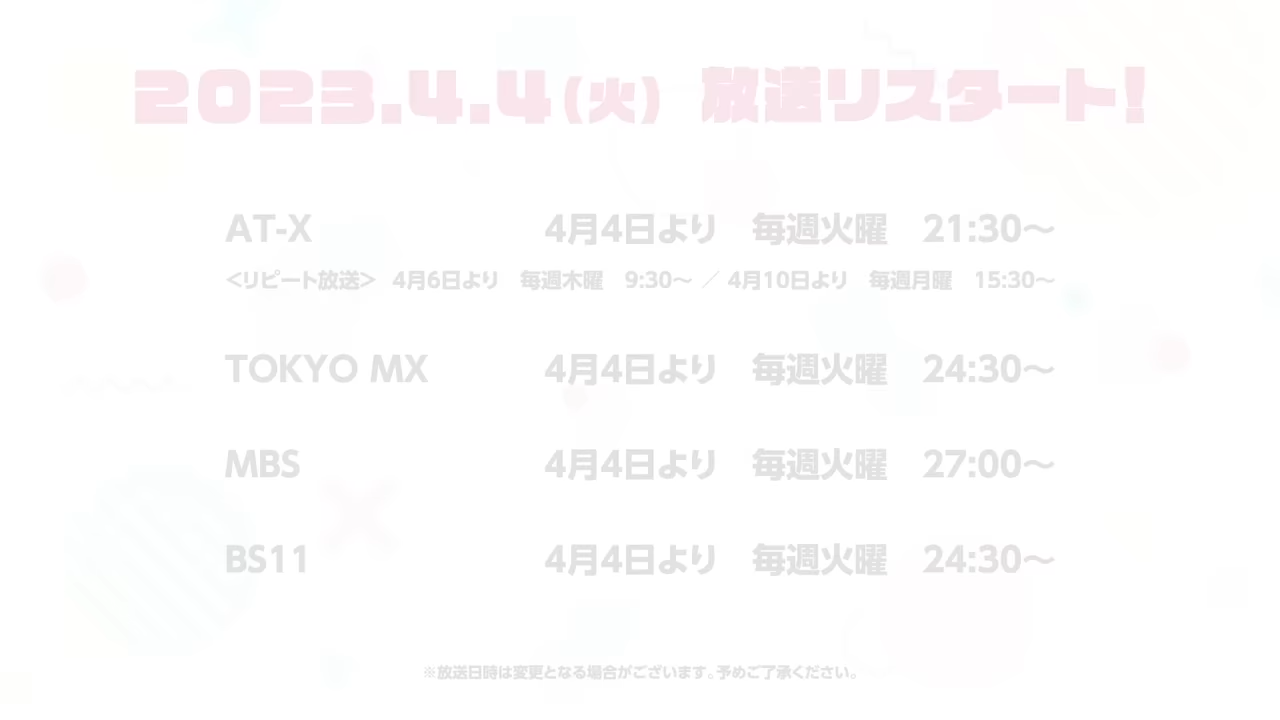 2023.4.4(火) 放送リスタート!
AT-X 4月4日より 毎週火曜 21:30～
<リピート放送> 4月6日より 毎週木曜 9:30～ ／ 4月10日より 毎週月曜 15:30～
TOKYO MX 4月4日より 毎週火曜 24:30～
MBS 4月4日より 毎週火曜 27:00～
BS11 4月4日より 毎週火曜 24:30～
※放送日時は変更となる場合がございます。予めご了承ください。